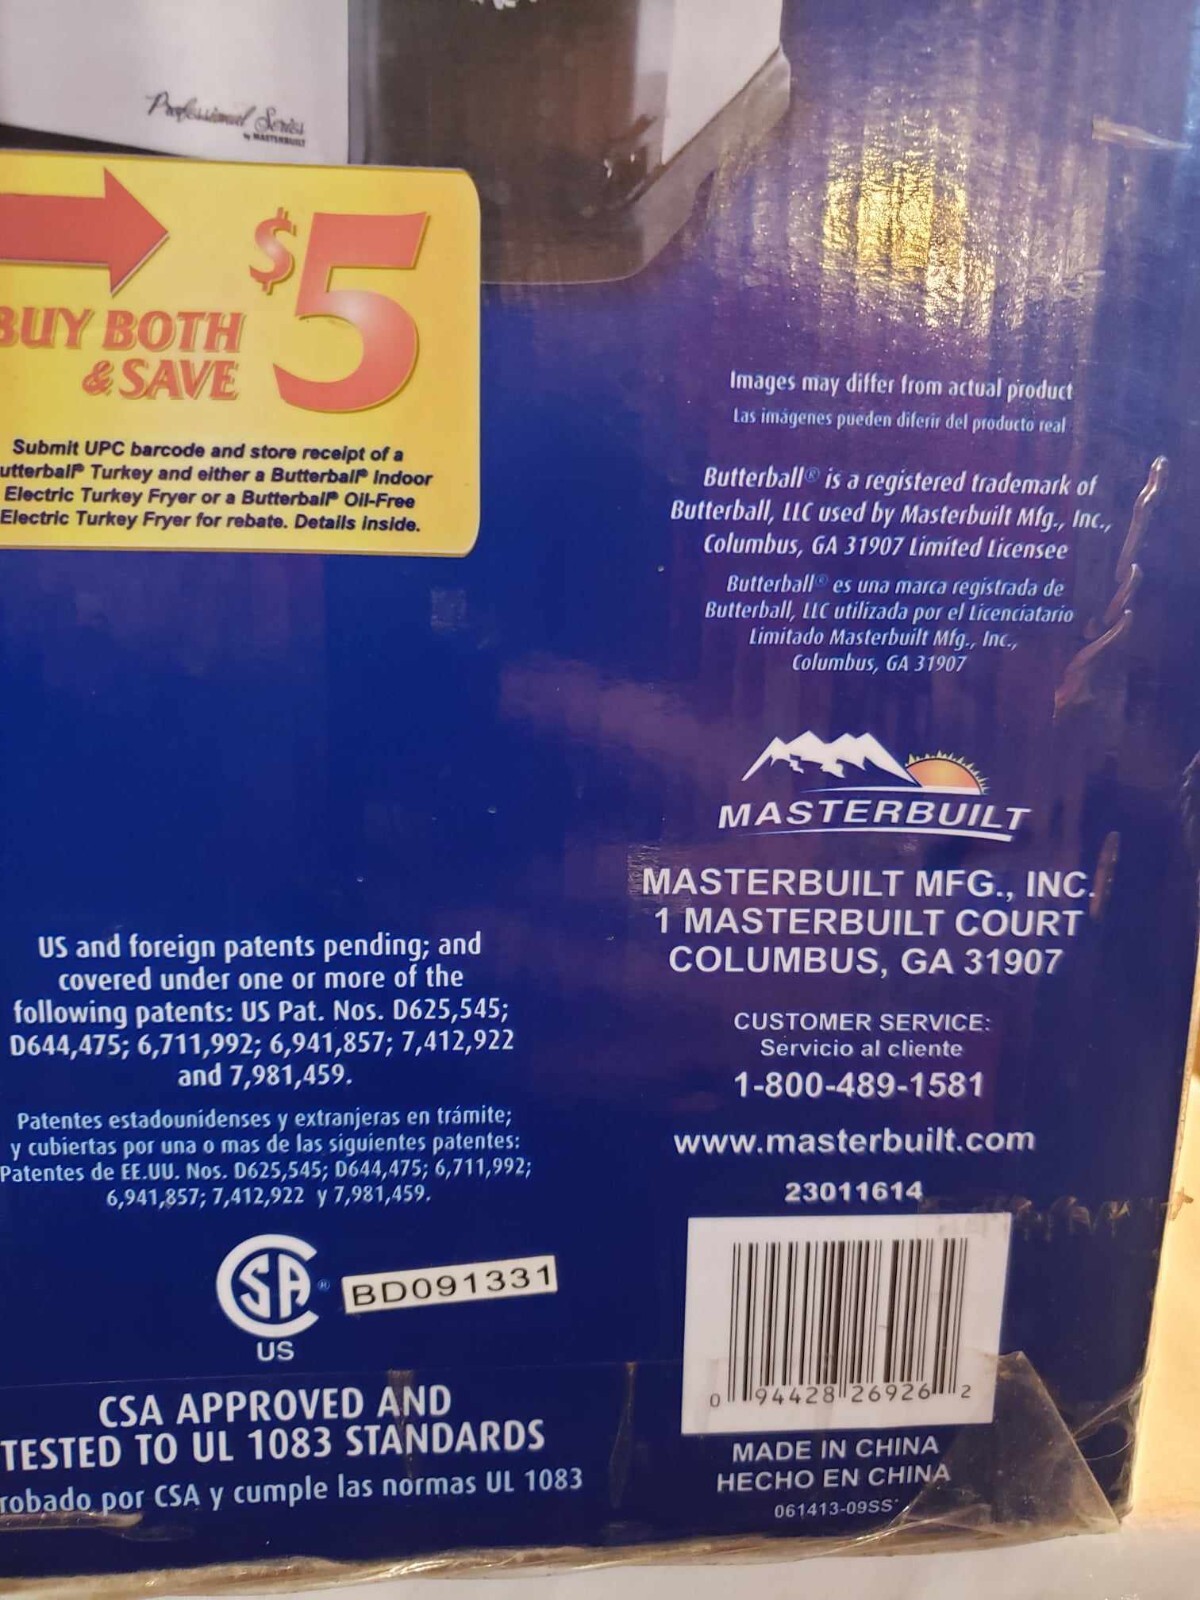 Professional Series
by MASTERBUILT
$5
BUY BOTH
& SAVE
Submit UPC barcode and store receipt of a
utterball® Turkey and either a Butterball® Indoor
Electric Turkey Fryer or a Butterball® Oil-Free
Electric Turkey Fryer for rebate. Details inside.
Images may differ from actual product
Las imágenes pueden diferir del producto real
Butterball® is a registered trademark of
Butterball, LLC used by Masterbuilt Mfg., Inc.,
Columbus, GA 31907 Limited Licensee
Butterball® es una marca registrada de
Butterball, LLC utilizada por el Licenciatario
Limitado Masterbuilt Mfg., Inc.,
Columbus, GA 31907
MASTERBUILT
MASTERBUILT MFG., INC.
1 MASTERBUILT COURT
COLUMBUS, GA 31907
CUSTOMER SERVICE:
Servicio al cliente
1-800-489-1581
www.masterbuilt.com
23011614
0 94428 26926 2
MADE IN CHINA
HECHO EN CHINA
061413-09SS
US and foreign patents pending; and
covered under one or more of the
following patents: US Pat. Nos. D625,545;
D644,475; 6,711,992; 6,941,857; 7,412,922
and 7,981,459.
Patentes estadounidenses y extranjeras en trámite;
y cubiertas por una o mas de las siguientes patentes:
Patentes de EE.UU. Nos. D625,545; D644,475; 6,711,992;
6,941,857; 7,412,922 y 7,981,459.
CSA®
US
BD091331
CSA APPROVED AND
TESTED TO UL 1083 STANDARDS
robado por CSA y cumple las normas UL 1083